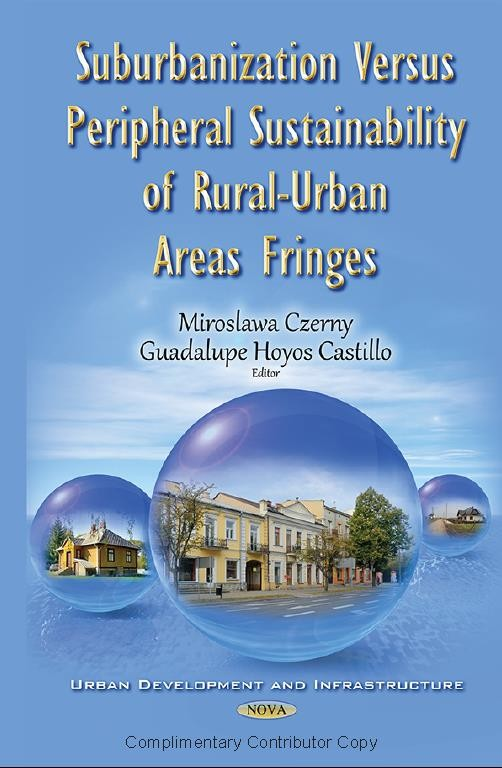 Suburbanization Versus
Peripheral Sustainability
of Rural-Urban
Areas Fringes
Miroslawa Czerny
Guadalupe Hoyos Castillo
Editor
Urban Development and Infrastructure
NOVA
Complimentary Contributor Copy